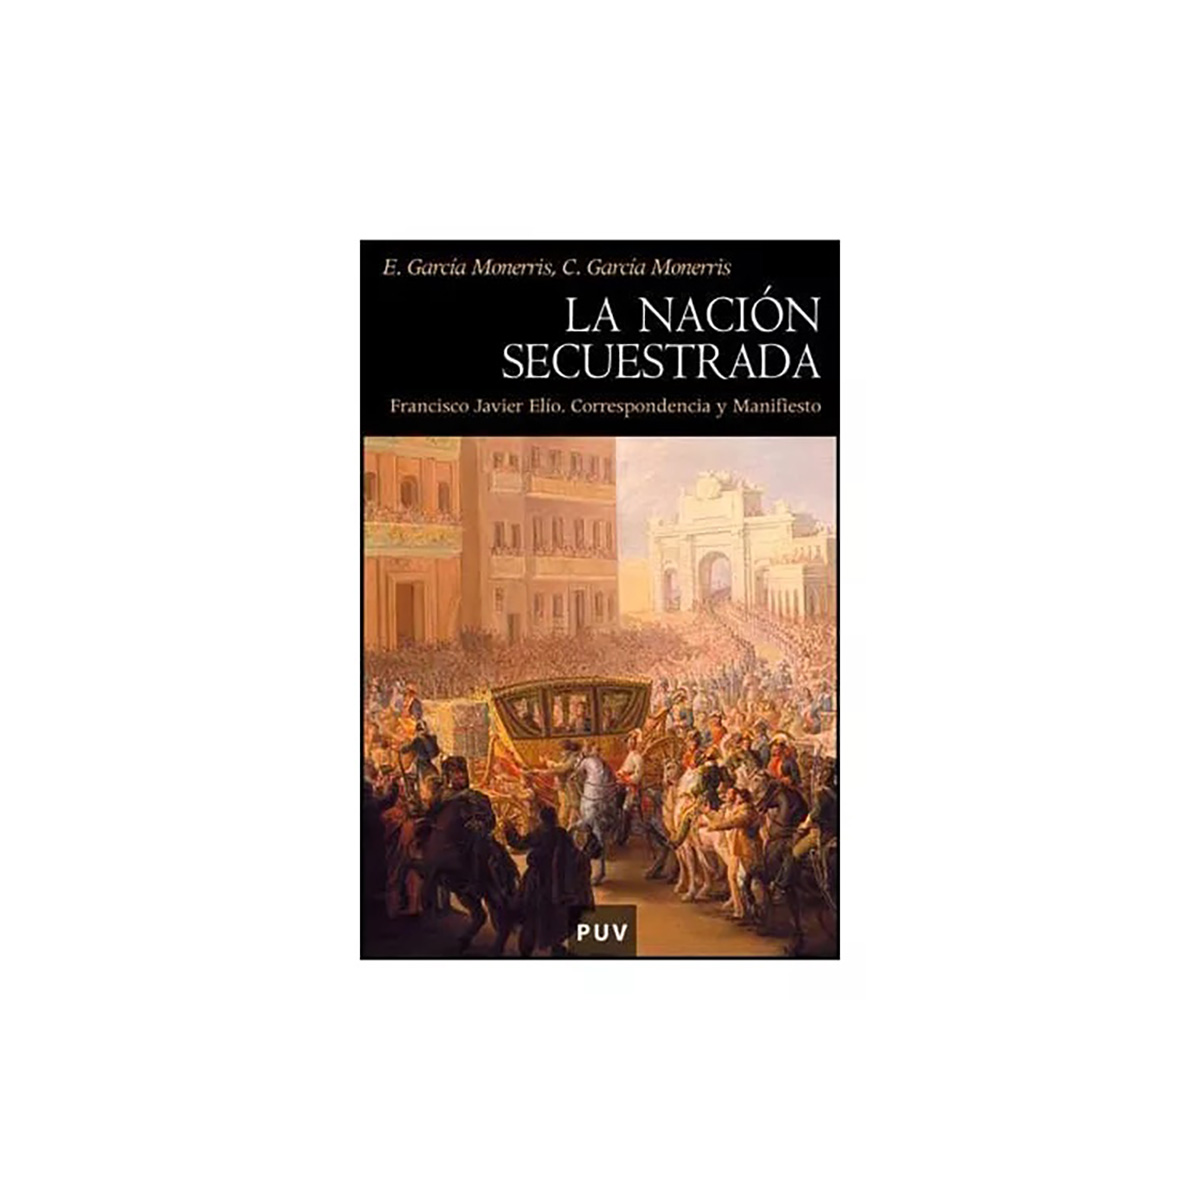 E. García Monerris, C. García Monerris
LA NACIÓN
SECUESTRADA
Francisco Javier Elío. Correspondencia y Manifiesto
PUV